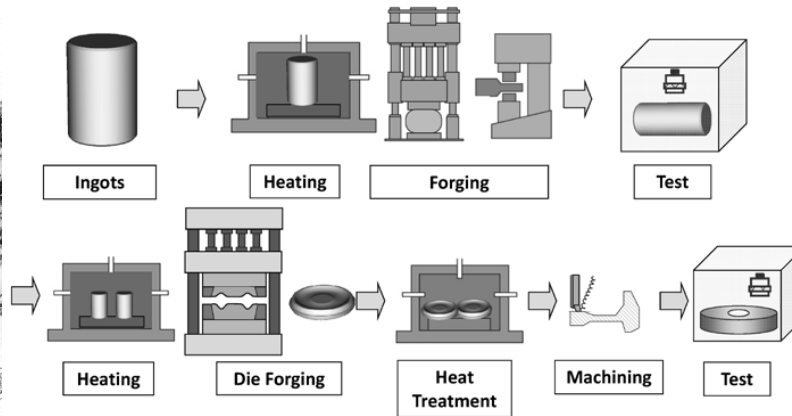 Ingots
Heating
Forging
Test
Heating
Die Forging
Heat
Treatment
Machining
Test